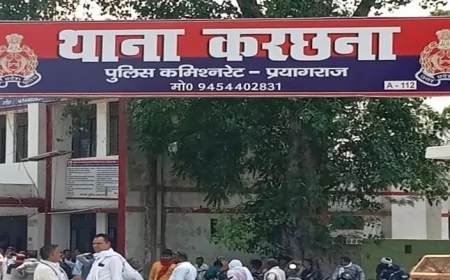 थाना करछना
पुलिस कमिश्नरेट – प्रयागराज
मो0 9454402831
A - 112